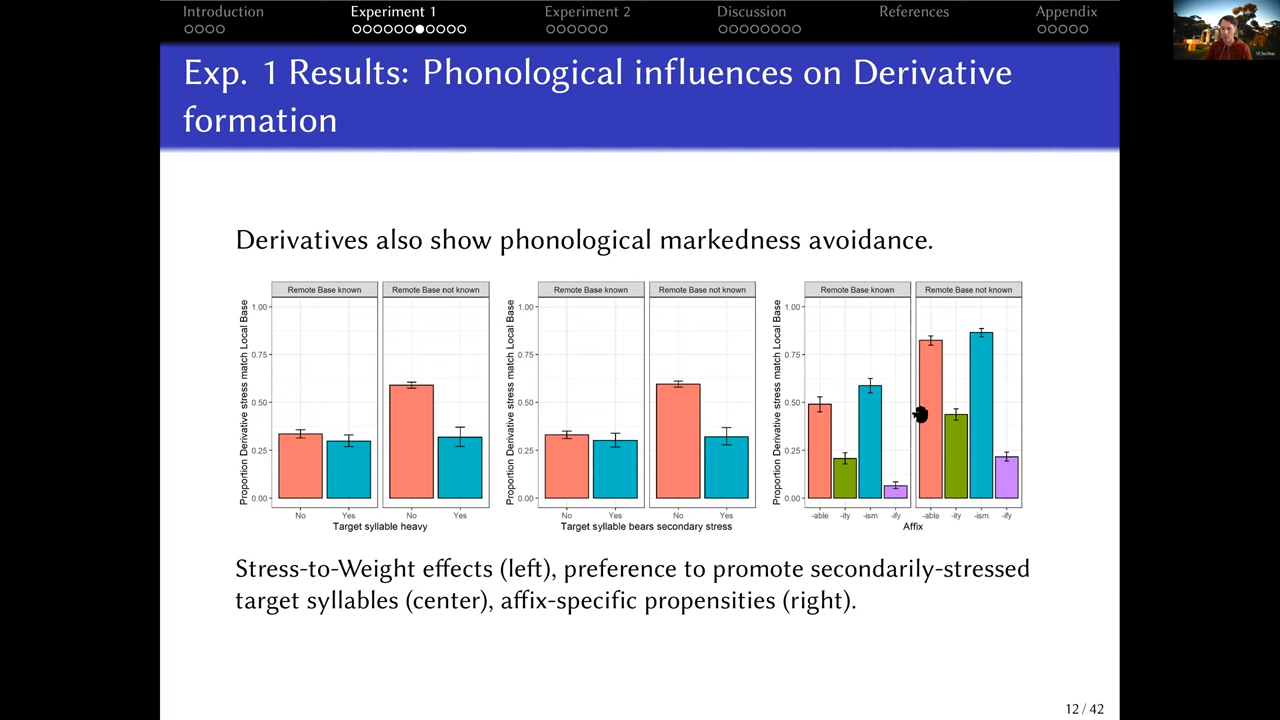 Introduction Experiment 1 Experiment 2 Discussion References Appendix
Exp. 1 Results: Phonological influences on Derivative
formation
Derivatives also show phonological markedness avoidance.
Proportion Derivative stress match Local Base
Remote Base known Remote Base not known
1.00
0.75
0.50
0.25
0.00
No Yes No Yes
Target syllable heavy
Proportion Derivative stress match Local Base
Remote Base known Remote Base not known
1.00
0.75
0.50
0.25
0.00
No Yes No Yes
Target syllable bears secondary stress
Proportion Derivative stress match Local Base
Remote Base known Remote Base not known
1.00
0.75
0.50
0.25
0.00
-able -ity -ism -ify -able -ity -ism -ify
Affix
Stress-to-Weight effects (left), preference to promote secondarily-stressed
target syllables (center), affix-specific propensities (right).
12 / 42